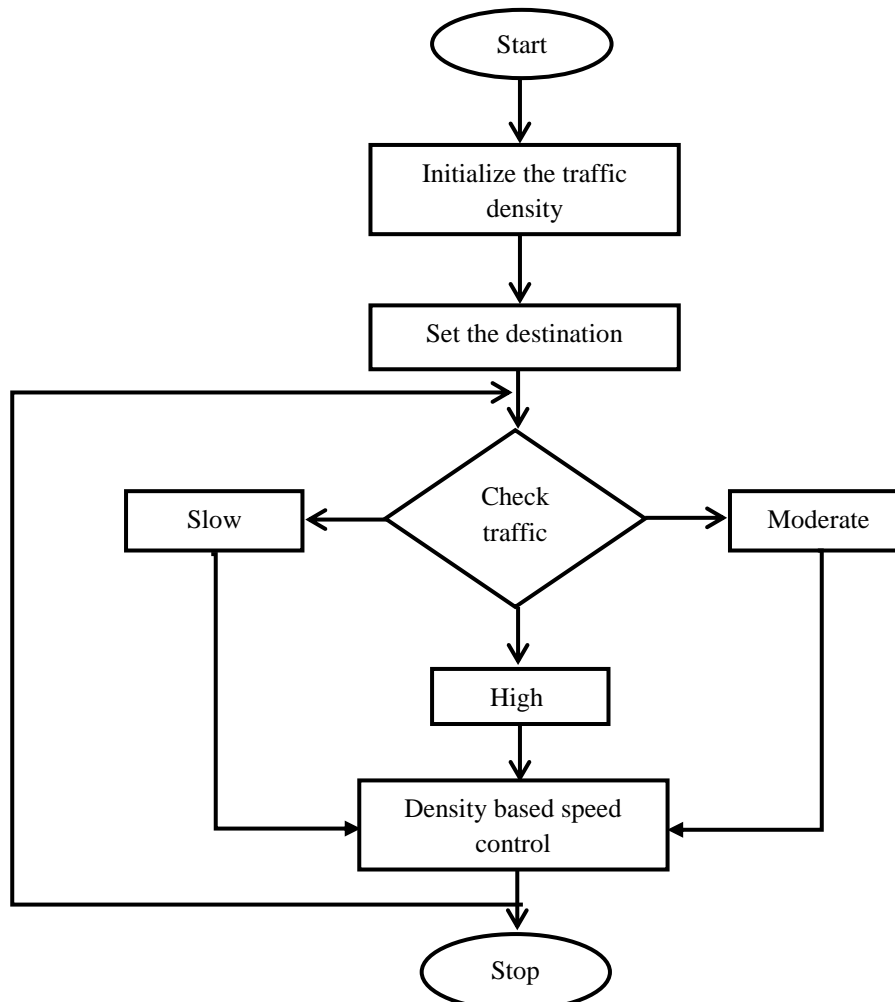 Start
Initialize the traffic
density
Set the destination
Check
traffic
Slow
Moderate
High
Density based speed
control
Stop